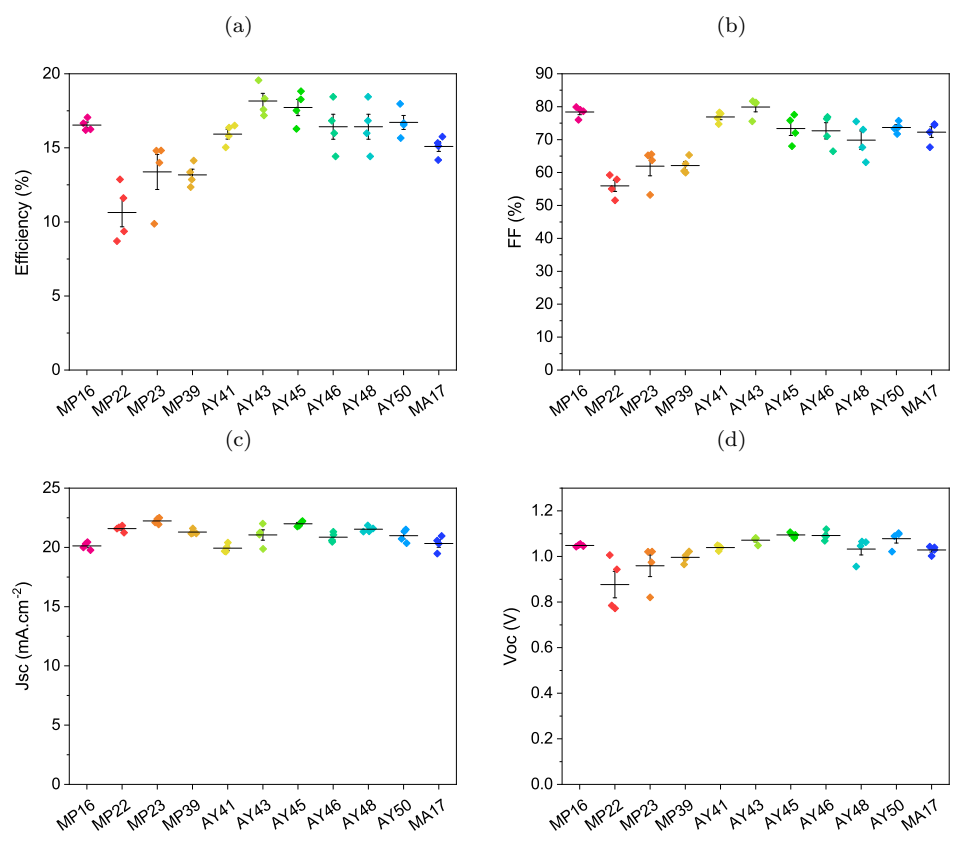 (a)
20
15
10
5
0
Efficiency (%)
MP16 MP22 MP23 MP39 AY41 AY43 AY45 AY46 AY48 AY50 MA17
(b)
90
80
70
60
50
40
30
20
10
0
FF (%)
MP16 MP22 MP23 MP39 AY41 AY43 AY45 AY46 AY48 AY50 MA17
(c)
25
20
15
10
5
0
Jsc (mA.cm-2)
MP16 MP22 MP23 MP39 AY41 AY43 AY45 AY46 AY48 AY50 MA17
(d)
1.2
1.0
0.8
0.6
0.4
0.2
0.0
Voc (V)
MP16 MP22 MP23 MP39 AY41 AY43 AY45 AY46 AY48 AY50 MA17